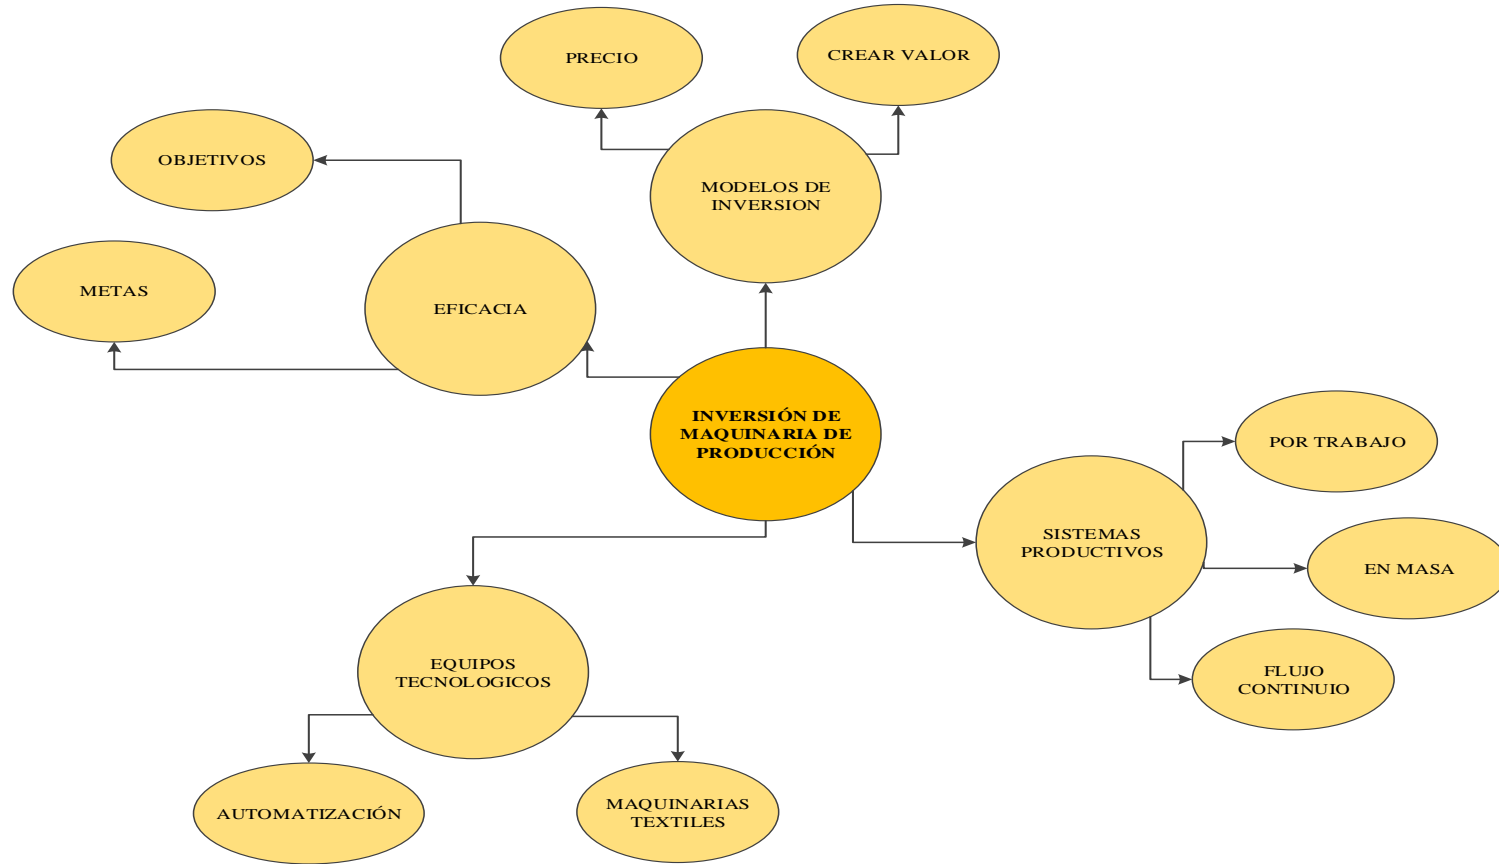 PRECIO
CREAR VALOR
OBJETIVOS
MODELOS DE
INVERSION
METAS
EFICACIA
INVERSIÓN DE
MAQUINARIA DE
PRODUCCIÓN
POR TRABAJO
SISTEMAS
PRODUCTIVOS
EN MASA
FLUJO
CONTINUIO
EQUIPOS
TECNOLOGICOS
AUTOMATIZACIÓN
MAQUINARIAS
TEXTILES